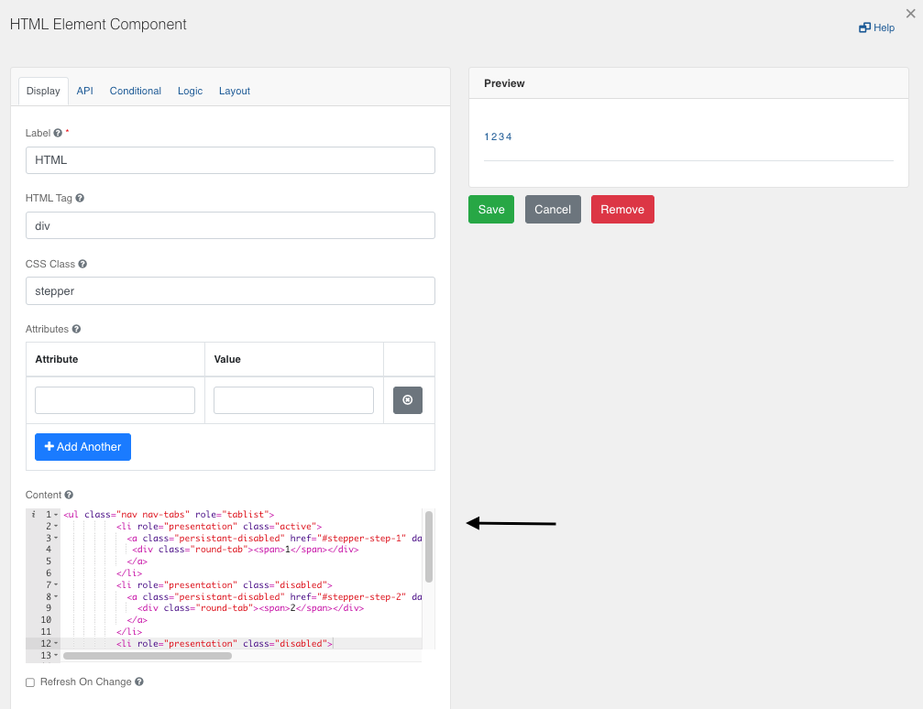 HTML Element Component
Help
Display API Conditional Logic Layout
Label *
HTML
HTML Tag
div
CSS Class
stepper
Attributes
Attribute Value
Add Another
Content
i 1 <ul class="nav nav-tabs" role="tablist">
2 <li role="presentation" class="active">
3 <a class="persistant-disabled" href="#stepper-step-1" da
4 <div class="round-tab"><span>1</span></div>
5 </a>
6 </li>
7 <li role="presentation" class="disabled">
8 <a class="persistant-disabled" href="#stepper-step-2" da
9 <div class="round-tab"><span>2</span></div>
10 </a>
11 </li>
12 <li role="presentation" class="disabled">
13
Refresh On Change
Preview
1 2 3 4
Save Cancel Remove